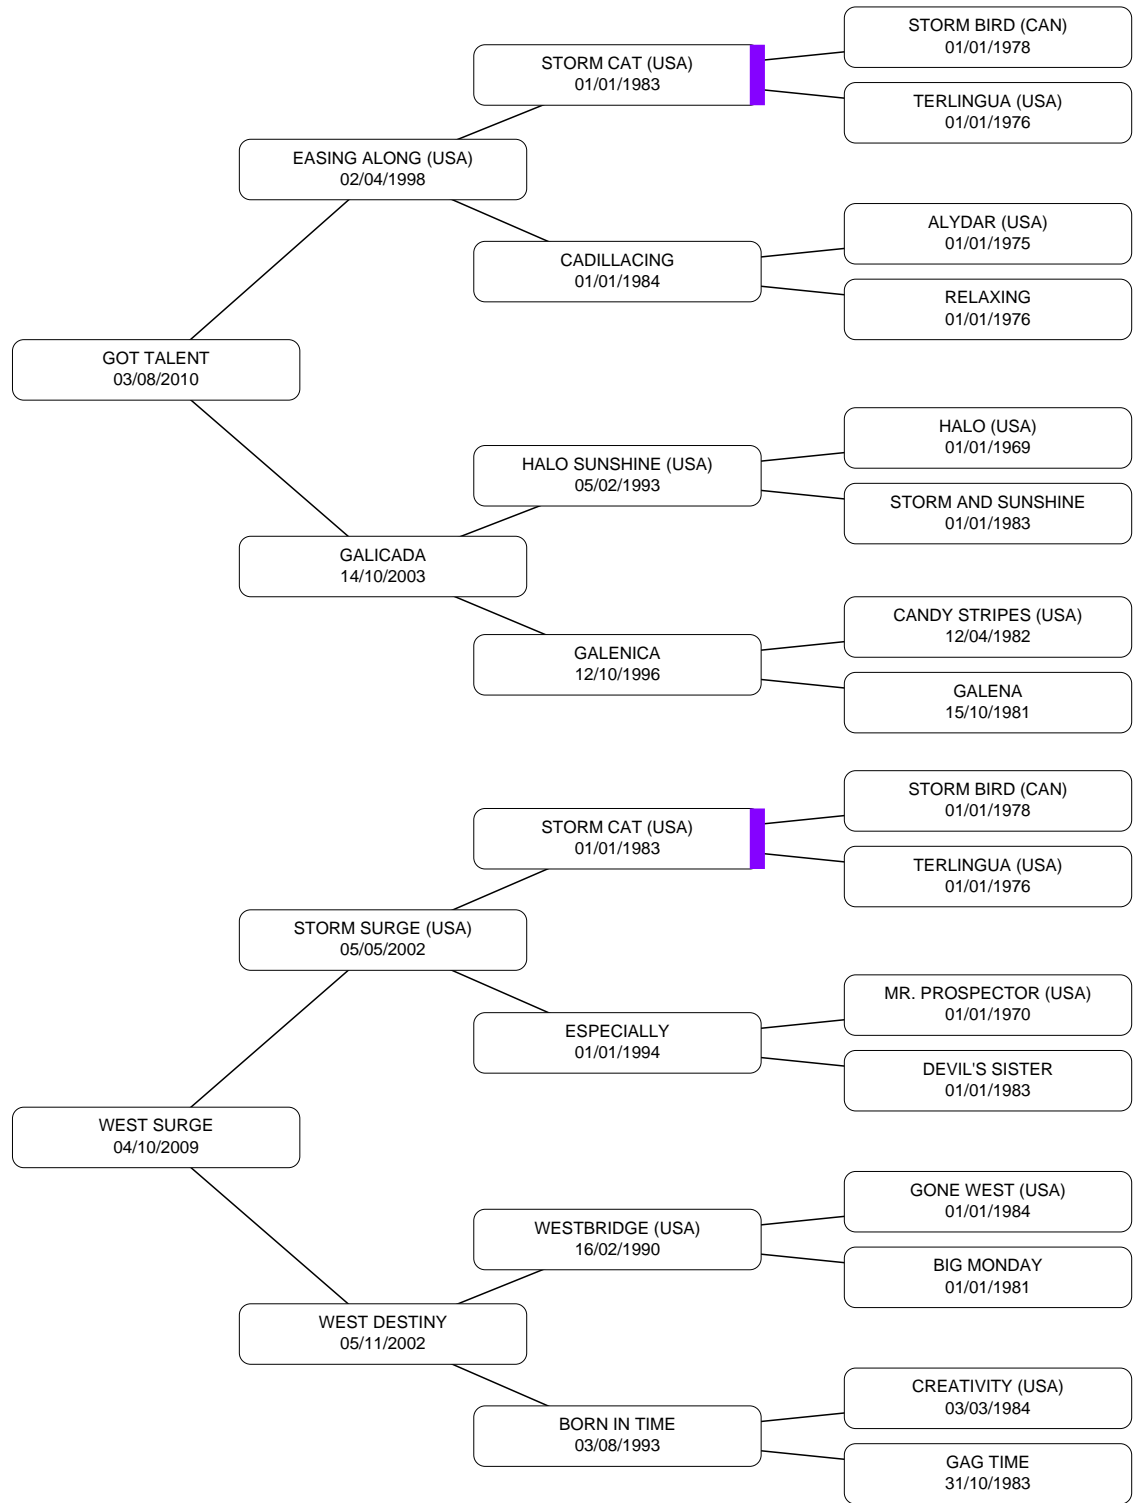 STORM BIRD (CAN)
01/01/1978
STORM CAT (USA)
01/01/1983
TERLINGUA (USA)
01/01/1976
EASING ALONG (USA)
02/04/1998
ALYDAR (USA)
01/01/1975
CADILLACING
01/01/1984
RELAXING
01/01/1976
GOT TALENT
03/08/2010
HALO (USA)
01/01/1969
HALO SUNSHINE (USA)
05/02/1993
STORM AND SUNSHINE
01/01/1983
GALICADA
14/10/2003
CANDY STRIPES (USA)
12/04/1982
GALENICA
12/10/1996
GALENA
15/10/1981
STORM BIRD (CAN)
01/01/1978
STORM CAT (USA)
01/01/1983
TERLINGUA (USA)
01/01/1976
STORM SURGE (USA)
05/05/2002
MR. PROSPECTOR (USA)
01/01/1970
ESPECIALLY
01/01/1994
DEVIL'S SISTER
01/01/1983
WEST SURGE
04/10/2009
GONE WEST (USA)
01/01/1984
WESTBRIDGE (USA)
16/02/1990
BIG MONDAY
01/01/1981
WEST DESTINY
05/11/2002
CREATIVITY (USA)
03/03/1984
BORN IN TIME
03/08/1993
GAG TIME
31/10/1983